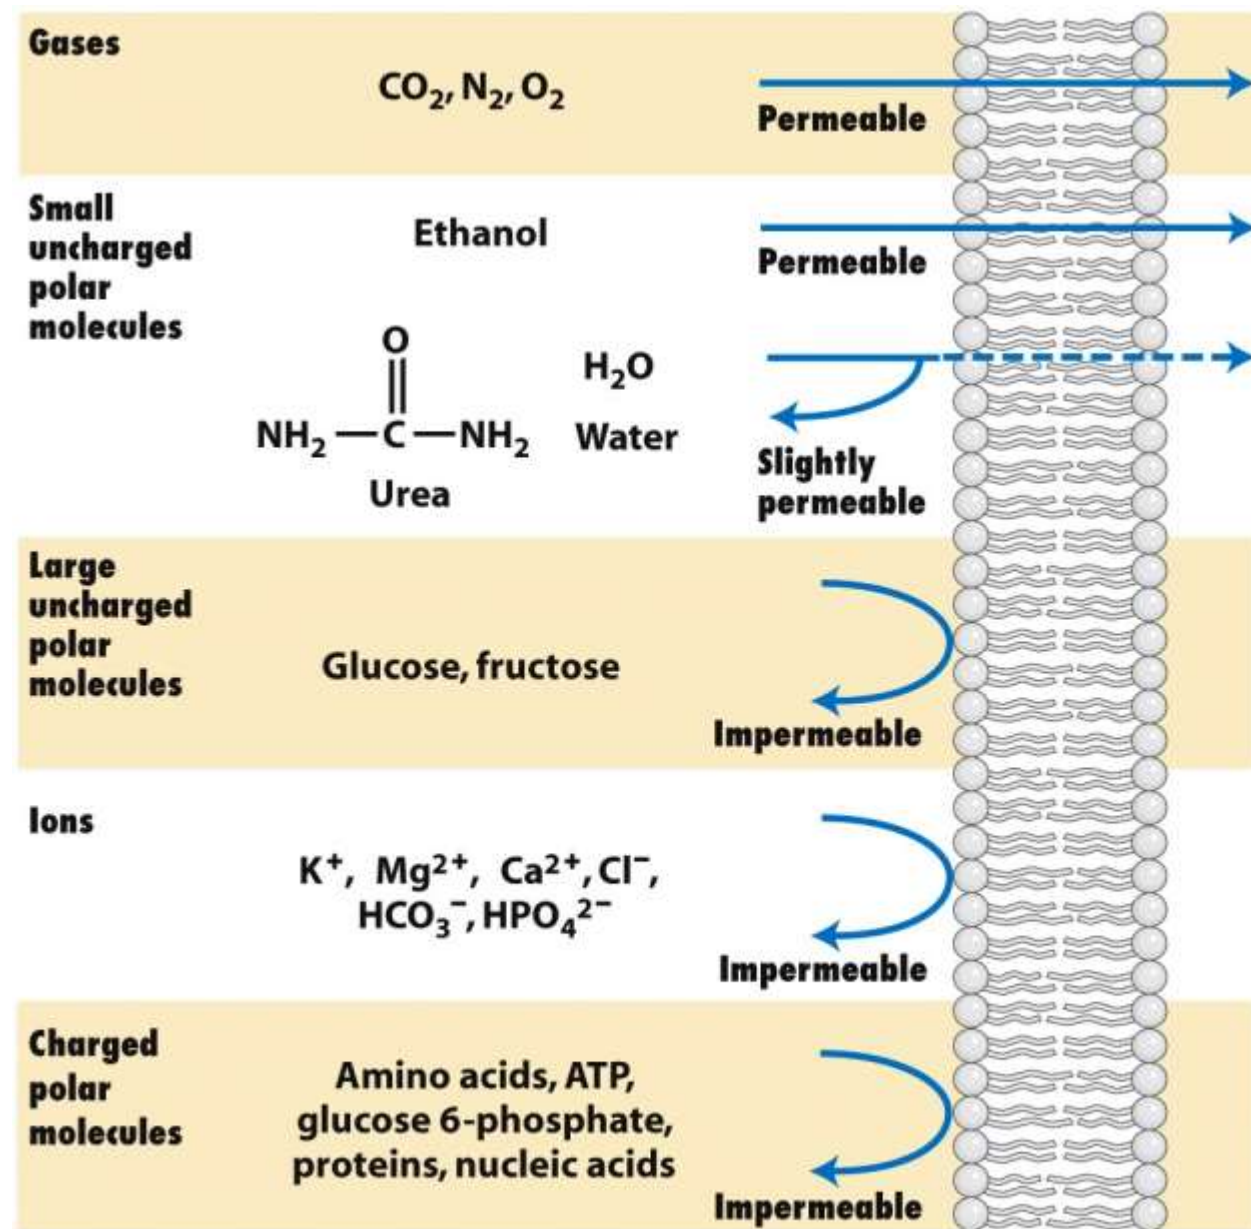 Gases
CO₂, N₂, O₂
Permeable
Small
uncharged
polar
molecules
Ethanol
Permeable
O
NH₂—C—NH₂
Urea
H₂O
Water
Slightly
permeable
Large
uncharged
polar
molecules
Glucose, fructose
Impermeable
Ions
K⁺, Mg²⁺, Ca²⁺, Cl⁻,
HCO₃⁻, HPO₄²⁻
Impermeable
Charged
polar
molecules
Amino acids, ATP,
glucose 6-phosphate,
proteins, nucleic acids
Impermeable